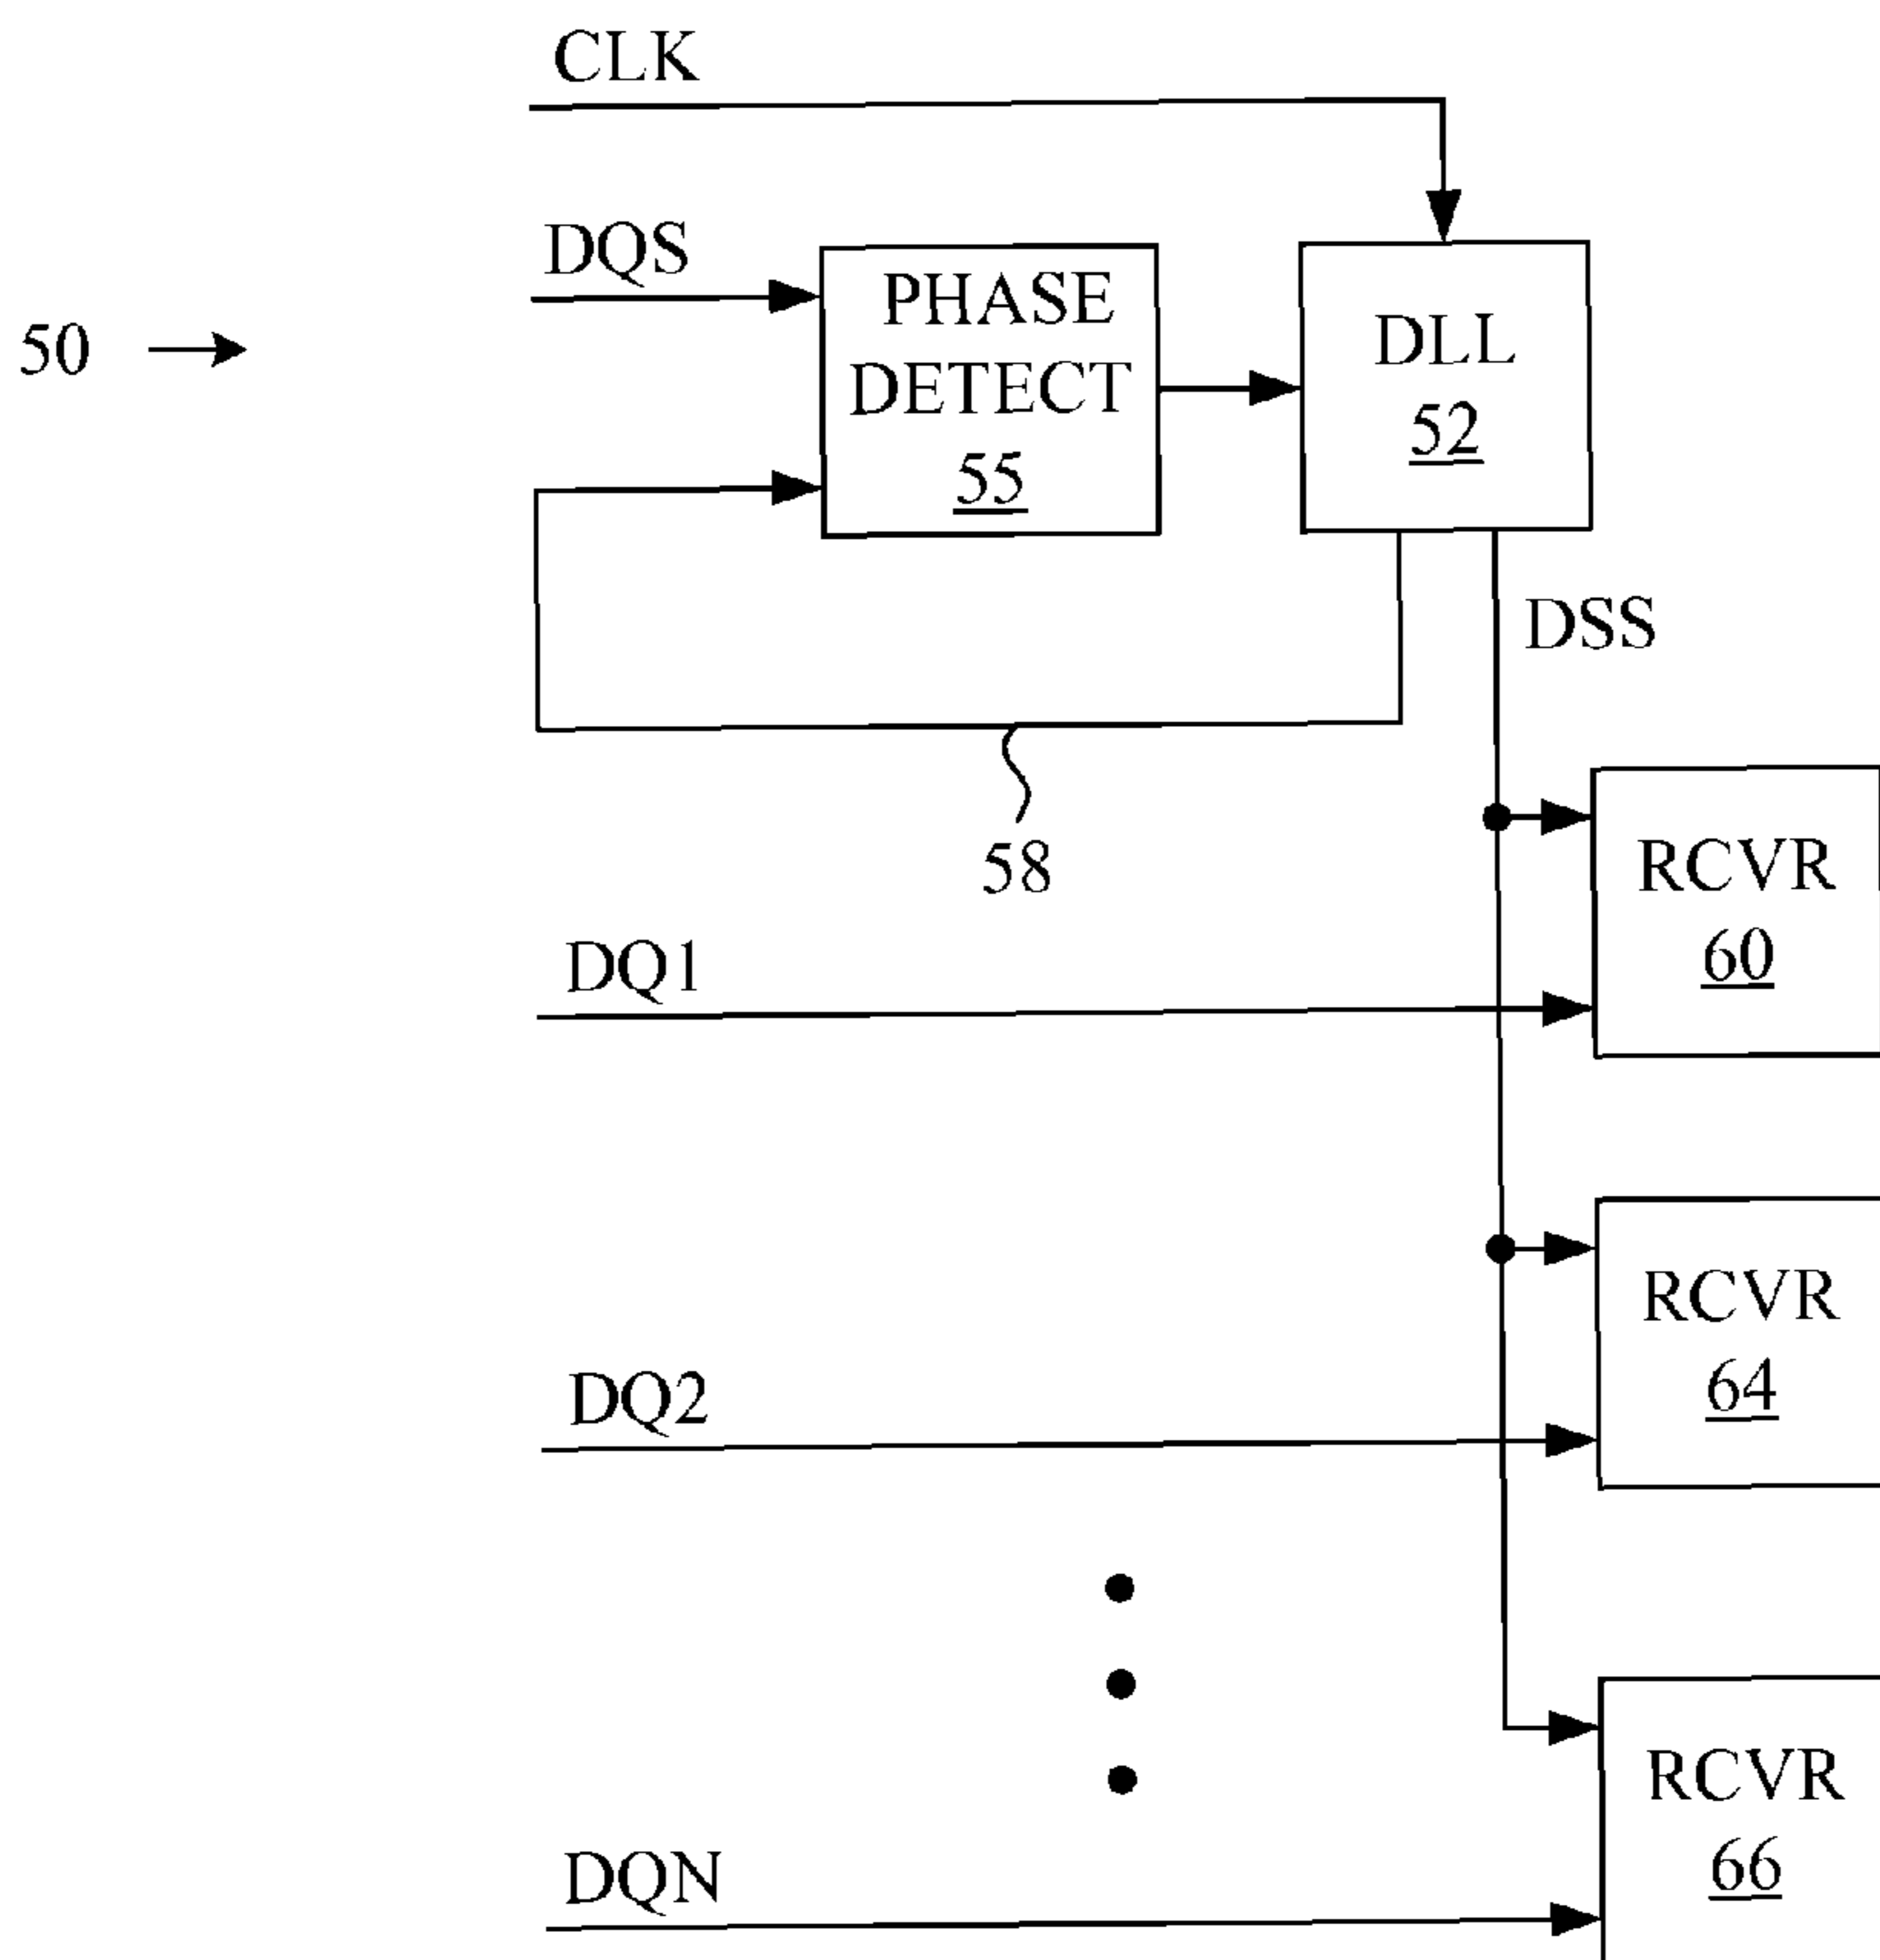 CLK
DQS
50
PHASE
DETECT
55
DLL
52
DSS
58
RCVR
60
DQ1
RCVR
64
DQ2
RCVR
66
DQN